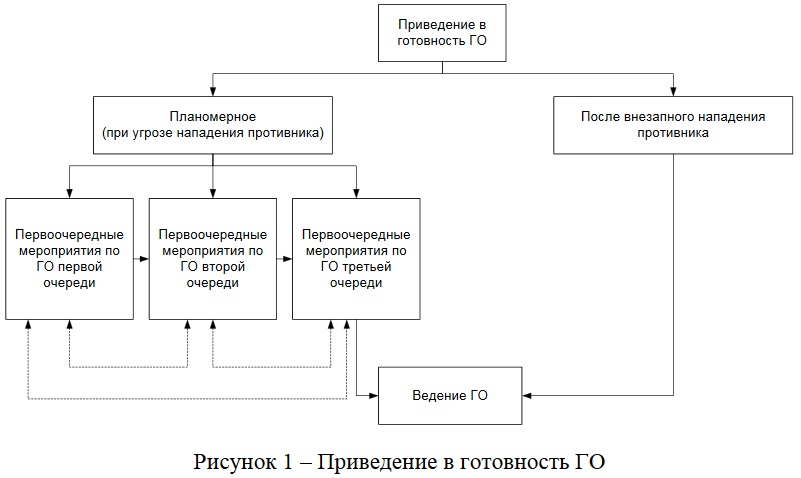 Приведение в
готовность ГО
Планомерное
(при угрозе нападения противника)
После внезапного нападения
противника
Первоочередные
мероприятия по
ГО первой
очереди
Первоочередные
мероприятия по
ГО второй
очереди
Первоочередные
мероприятия по
ГО третьей
очереди
Ведение ГО
Рисунок 1 – Приведение в готовность ГО